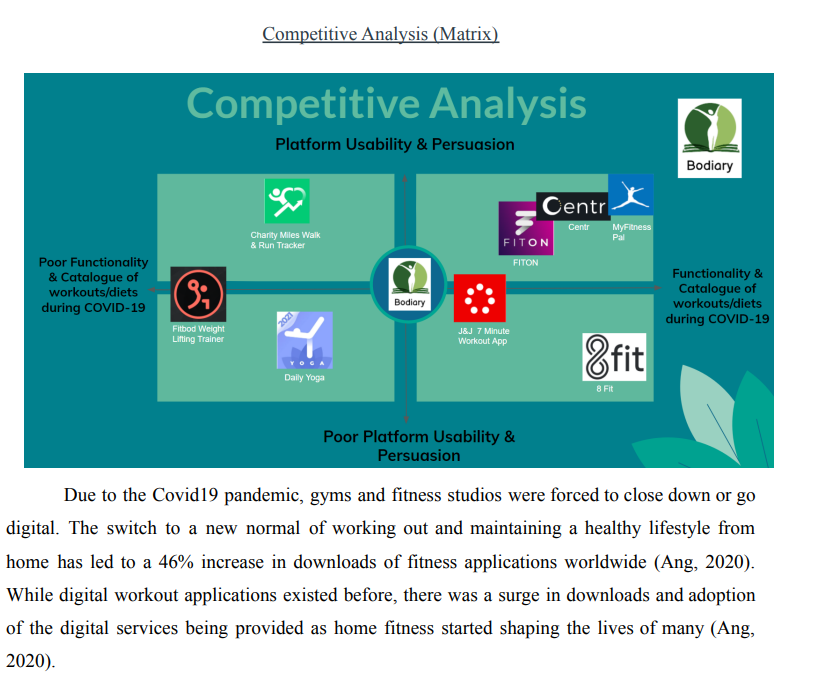 Competitive Analysis (Matrix)
Competitive Analysis
Platform Usability & Persuasion
Bodiary
Charity Miles Walk
& Run Tracker
FITON
FITON
Centr
Centr
MyFitness
Pal
Poor Functionality
& Catalogue of
workouts/diets
during COVID-19
Fitbod Weight
Lifting Trainer
Bodiary
J&J 7 Minute
Workout App
Functionality &
Catalogue of
workouts/diets
during COVID-19
2021
YOGA
Daily Yoga
8fit
8 Fit
Poor Platform Usability &
Persuasion
Due to the Covid19 pandemic, gyms and fitness studios were forced to close down or go
digital. The switch to a new normal of working out and maintaining a healthy lifestyle from
home has led to a 46% increase in downloads of fitness applications worldwide (Ang, 2020).
While digital workout applications existed before, there was a surge in downloads and adoption
of the digital services being provided as home fitness started shaping the lives of many (Ang,
2020).